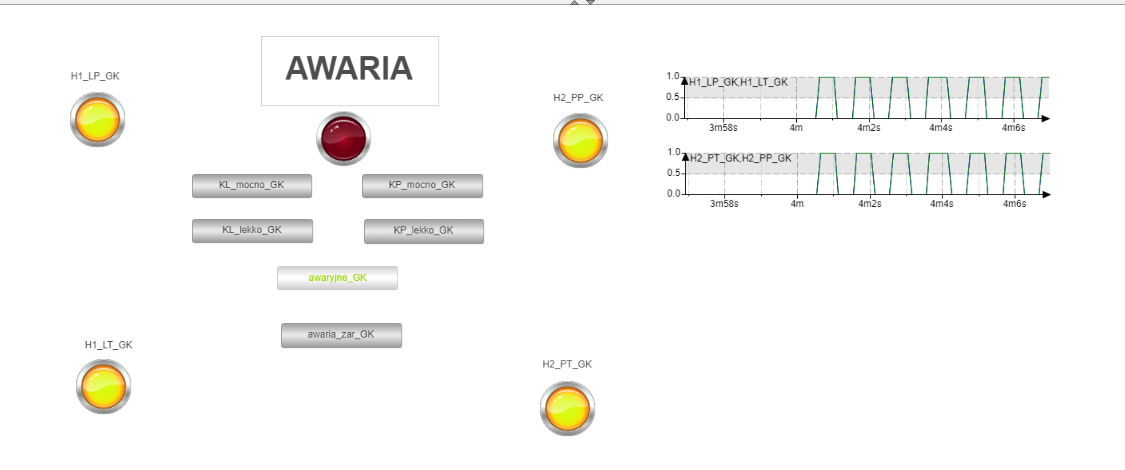 AWARIA
H1_LP_GK
H2_PP_GK
KL_mocno_GK
KP_mocno_GK
KL_lekko_GK
KP_lekko_GK
awaryjne_GK
awaria_zar_GK
H1_LT_GK
H2_PT_GK
1.0
H1_LP_GK,H1_LT_GK
0.5
0.0
3m58s 4m 4m2s 4m4s 4m6s
1.0
H2_PT_GK,H2_PP_GK
0.5
0.0
3m58s 4m 4m2s 4m4s 4m6s